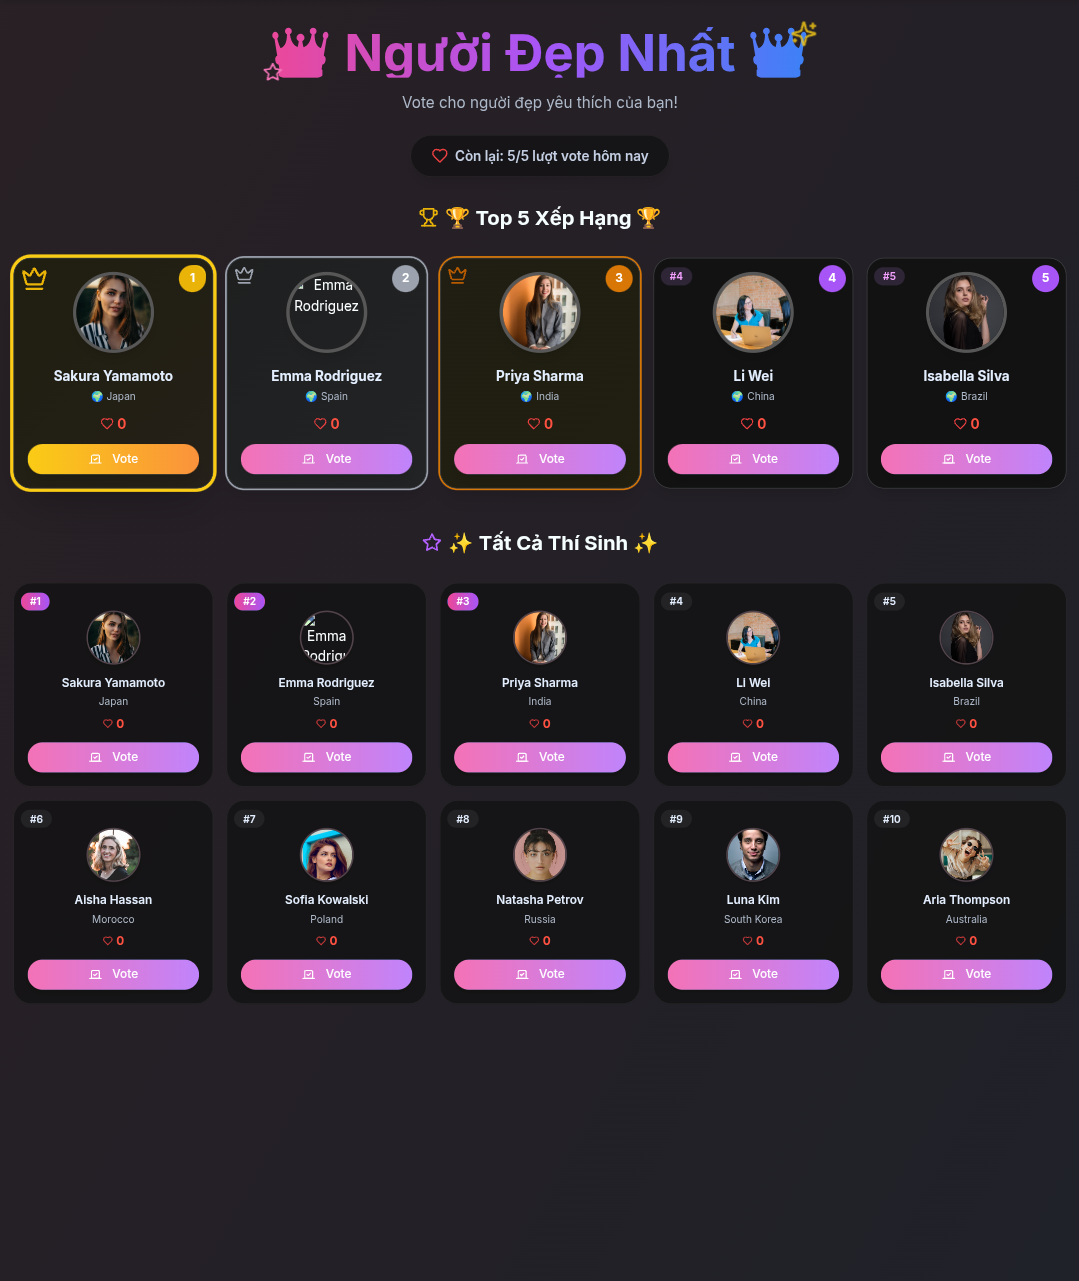 Người Đẹp Nhất
Vote cho người đẹp yêu thích của bạn!
Còn lại: 5/5 lượt vote hôm nay
🏆 Top 5 Xếp Hạng 🏆
1
Emma Rodriguez
2
3
#4
4
#5
5
Sakura Yamamoto
🌍 Japan
0
Vote
Emma Rodriguez
🌍 Spain
0
Vote
Priya Sharma
🌍 India
0
Vote
Li Wei
🌍 China
0
Vote
Isabella Silva
🌍 Brazil
0
Vote
✨ Tất Cả Thí Sinh ✨
#1
Sakura Yamamoto
Japan
0
Vote
#2
Emma
Rodrigu
Emma Rodriguez
Spain
0
Vote
#3
Priya Sharma
India
0
Vote
#4
Li Wei
China
0
Vote
#5
Isabella Silva
Brazil
0
Vote
#6
Aisha Hassan
Morocco
0
Vote
#7
Sofia Kowalski
Poland
0
Vote
#8
Natasha Petrov
Russia
0
Vote
#9
Luna Kim
South Korea
0
Vote
#10
Aria Thompson
Australia
0
Vote